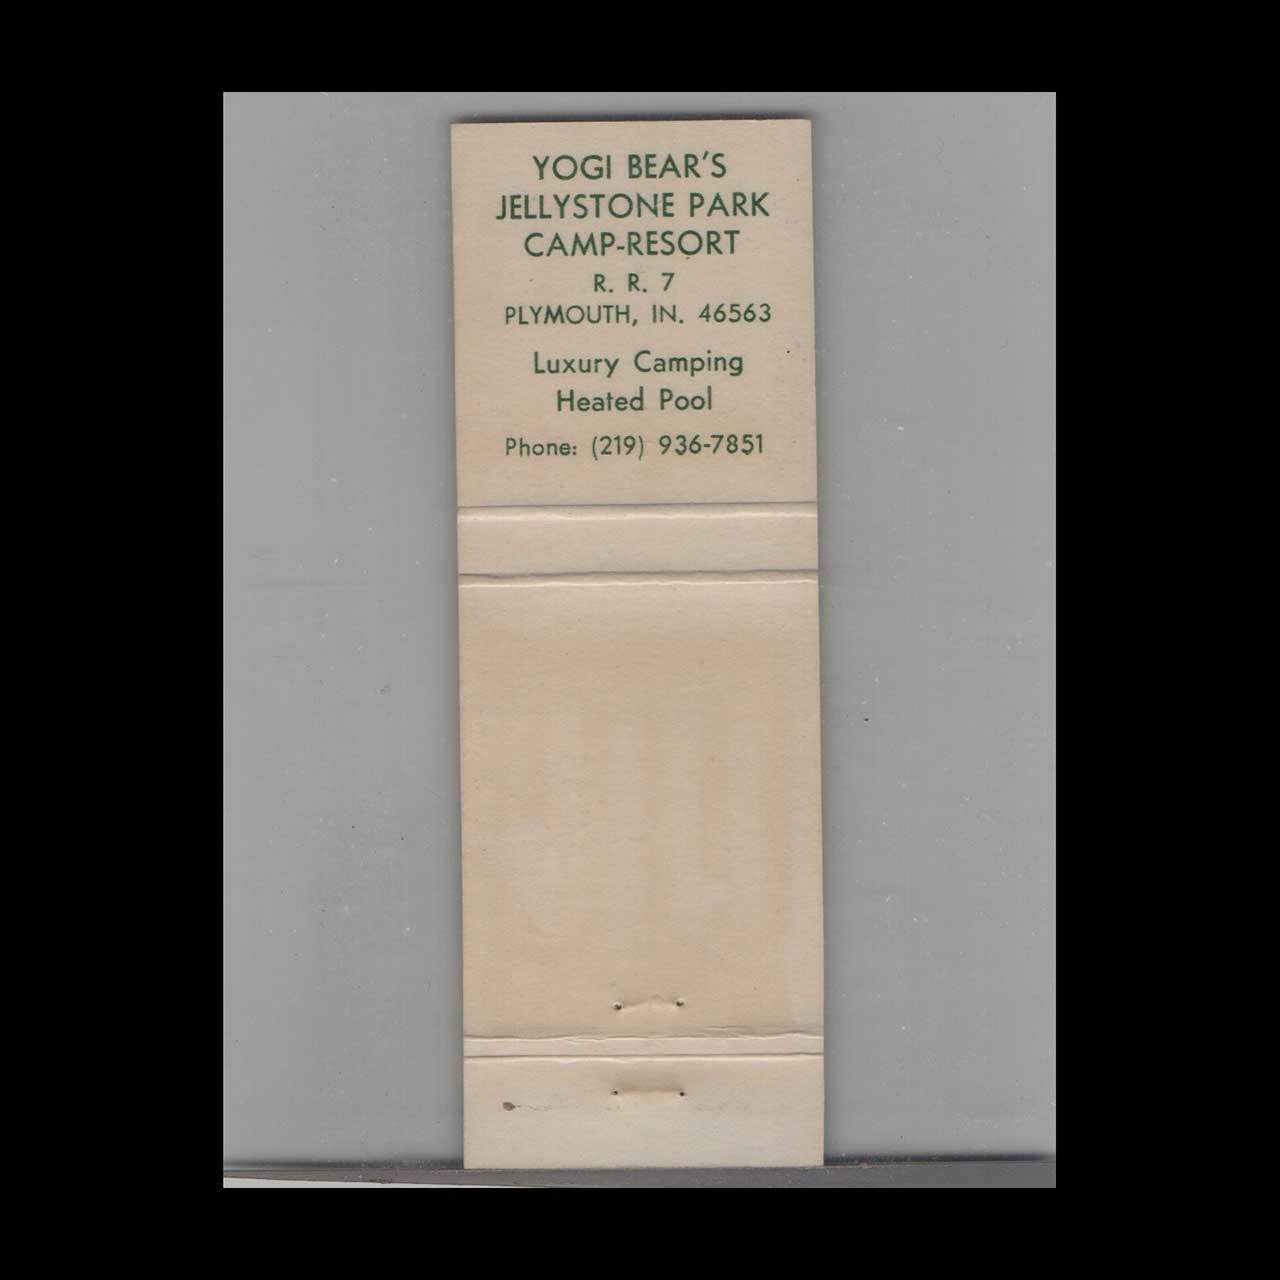 YOGI BEAR'S
JELLYSTONE PARK
CAMP-RESORT
R. R. 7
PLYMOUTH, IN. 46563
Luxury Camping
Heated Pool
Phone: (219) 936-7851